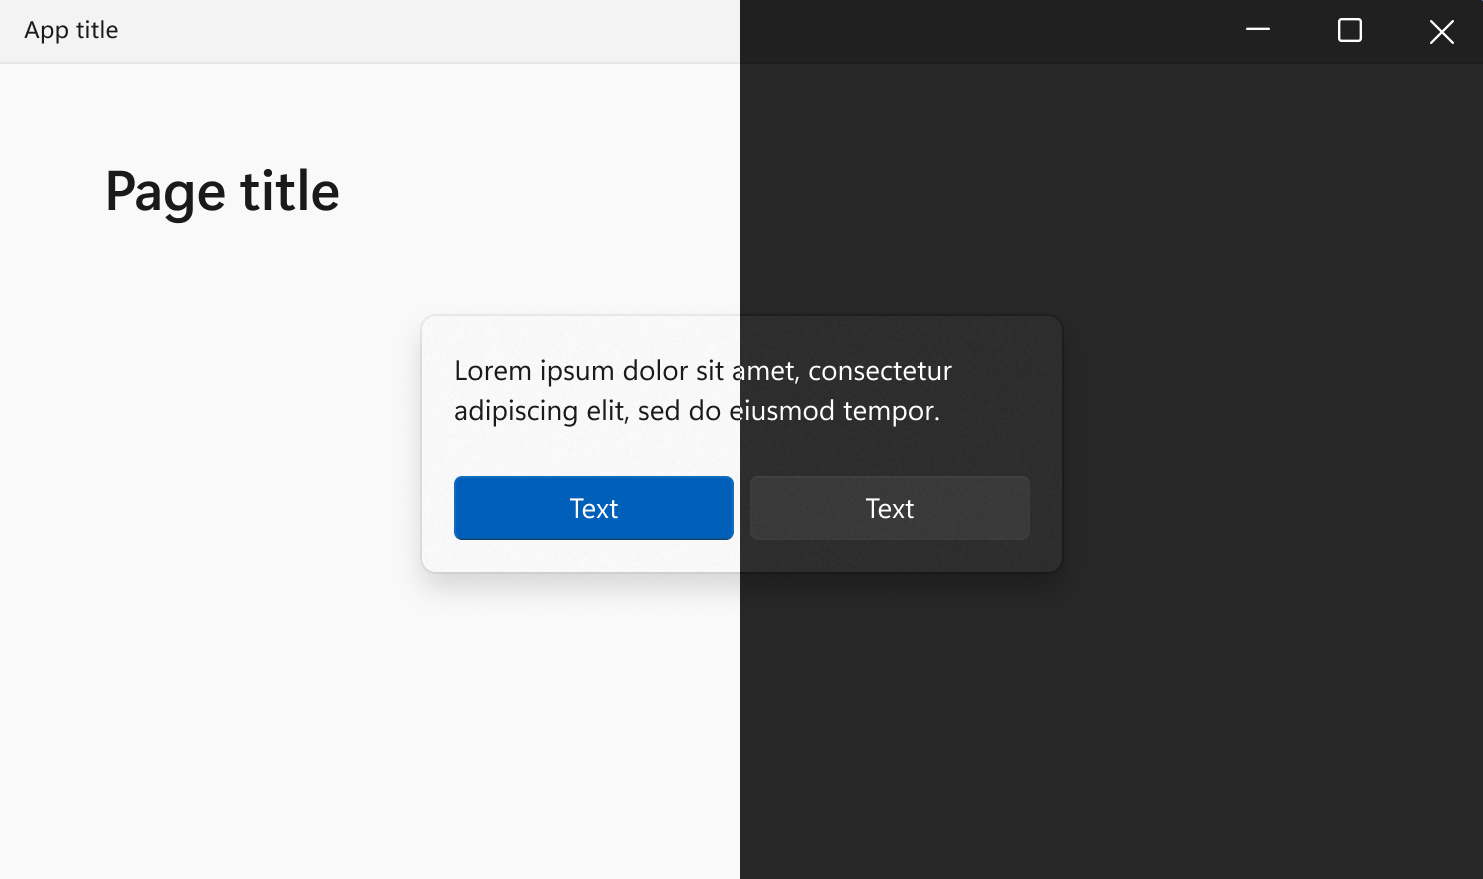 App title
Page title
Lorem ipsum dolor sit amet, consectetur
adipiscing elit, sed do eiusmod tempor.
Text
Text